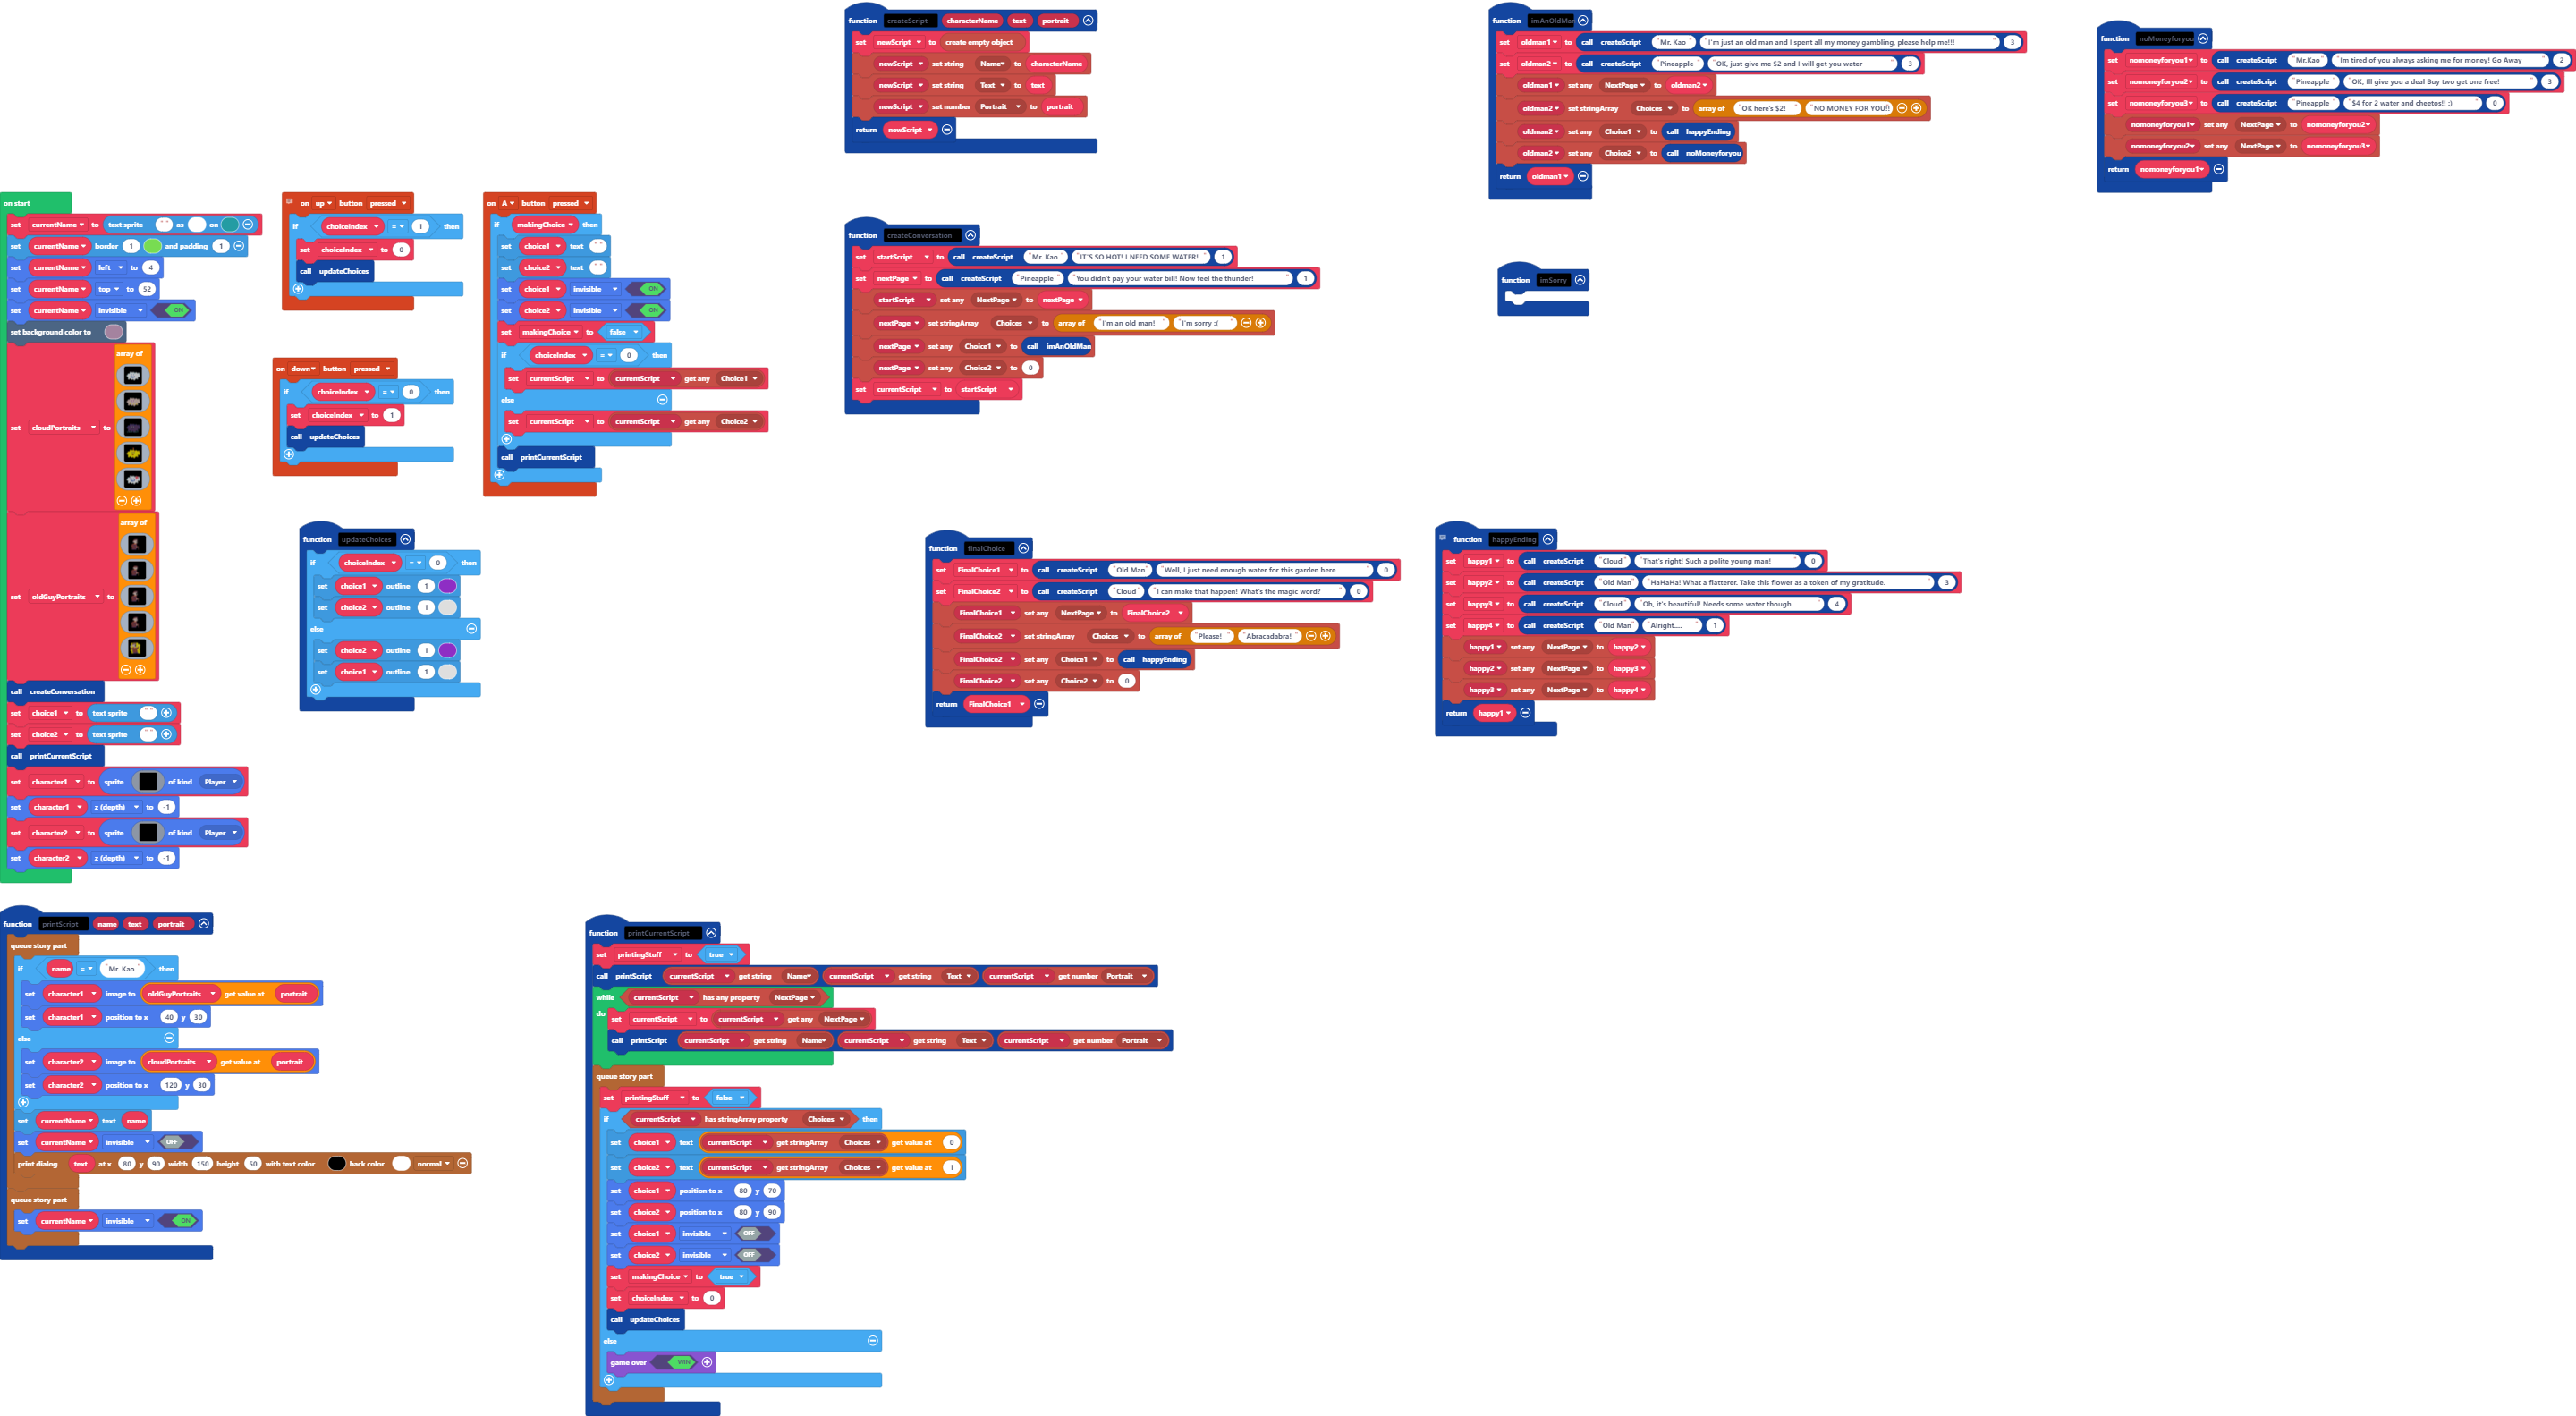 function createScript characterName text portrait
set newScript to create empty object
newScript set string Name to characterName
newScript set string Text to text
newScript set number Portrait to portrait
return newScript
function imAnOldMan
set oldman1 to call createScript "Mr. Kao" "I'm just an old man and I spent all my money gambling, please help me!!!" 3
set oldman2 to call createScript "Pineapple" "OK, just give me $2 and I will get you water" 3
oldman1 set any NextPage to oldman2
oldman2 set stringArray Choices to array of "OK here's $2!" "NO MONEY FOR YOU!!"
oldman2 set any Choice1 to call happyEnding
oldman2 set any Choice2 to call noMoneyforyou
return oldman1
function noMoneyforyou
set nomoneyforyou1 to call createScript "Mr.Kao" "Im tired of you always asking me for money! Go Away" 2
set nomoneyforyou2 to call createScript "Pineapple" "OK, Ill give you a deal Buy two get one free!" 3
set nomoneyforyou3 to call createScript "Pineapple" "$4 for 2 water and cheetos!! :)" 0
nomoneyforyou1 set any NextPage to nomoneyforyou2
nomoneyforyou2 set any NextPage to nomoneyforyou3
return nomoneyforyou1
on start
set currentName to text sprite " " as on
set currentName border 1 and padding 1
set currentName left to 4
set currentName top to 52
set currentName invisible ON
set background color to
set cloudPortraits to array of
set oldGuyPortraits to array of
call createConversation
set choice1 to text sprite " "
set choice2 to text sprite " "
call printCurrentScript
set character1 to sprite of kind Player
set character1 z (depth) to -1
set character2 to sprite of kind Player
set character2 z (depth) to -1
on up button pressed
if choiceIndex = 1 then
set choiceIndex to 0
call updateChoices
on down button pressed
if choiceIndex = 0 then
set choiceIndex to 1
call updateChoices
on A button pressed
if makingChoice then
set choice1 text " "
set choice2 text " "
set choice1 invisible ON
set choice2 invisible ON
set makingChoice to false
if choiceIndex = 0 then
set currentScript to currentScript get any Choice1
else
set currentScript to currentScript get any Choice2
call printCurrentScript
function createConversation
set startScript to call createScript "Mr. Kao" "IT'S SO HOT! I NEED SOME WATER!" 1
set nextPage to call createScript "Pineapple" "You didn't pay your water bill! Now feel the thunder!" 1
startScript set any NextPage to nextPage
nextPage set stringArray Choices to array of "I'm an old man!" "I'm sorry :("
nextPage set any Choice1 to call imAnOldMan
nextPage set any Choice2 to 0
set currentScript to startScript
function imSorry
function updateChoices
if choiceIndex = 0 then
set choice1 outline 1
set choice2 outline 1
else
set choice2 outline 1
set choice1 outline 1
function finalChoice
set FinalChoice1 to call createScript "Old Man" "Well, I just need enough water for this garden here" 0
set FinalChoice2 to call createScript "Cloud" "I can make that happen! What's the magic word?" 0
FinalChoice1 set any NextPage to FinalChoice2
FinalChoice2 set stringArray Choices to array of "Please!" "Abracadabra!"
FinalChoice2 set any Choice1 to call happyEnding
FinalChoice2 set any Choice2 to 0
return FinalChoice1
function happyEnding
set happy1 to call createScript "Cloud" "That's right! Such a polite young man!" 0
set happy2 to call createScript "Old Man" "HaHaHa! What a flatterer. Take this flower as a token of my gratitude." 3
set happy3 to call createScript "Cloud" "Oh, it's beautiful! Needs some water though." 4
set happy4 to call createScript "Old Man" "Alright...." 1
happy1 set any NextPage to happy2
happy2 set any NextPage to happy3
happy3 set any NextPage to happy4
return happy1
function printScript name text portrait
queue story part
if name = "Mr. Kao" then
set character1 image to oldGuyPortraits get value at portrait
set character1 position to x 40 y 30
else
set character2 image to cloudPortraits get value at portrait
set character2 position to x 120 y 30
set currentName text name
set currentName invisible OFF
print dialog text at x 80 y 90 width 150 height 50 with text color back color normal
queue story part
set currentName invisible ON
function printCurrentScript
set printingStuff to true
call printScript currentScript get string Name currentScript get string Text currentScript get number Portrait
while currentScript has any property NextPage
do set currentScript to currentScript get any NextPage
call printScript currentScript get string Name currentScript get string Text currentScript get number Portrait
queue story part
set printingStuff to false
if currentScript has stringArray property Choices then
set choice1 text currentScript get stringArray Choices get value at 0
set choice2 text currentScript get stringArray Choices get value at 1
set choice1 position to x 80 y 70
set choice2 position to x 80 y 90
set choice1 invisible OFF
set choice2 invisible OFF
set makingChoice to true
set choiceIndex to 0
call updateChoices
else
game over WIN